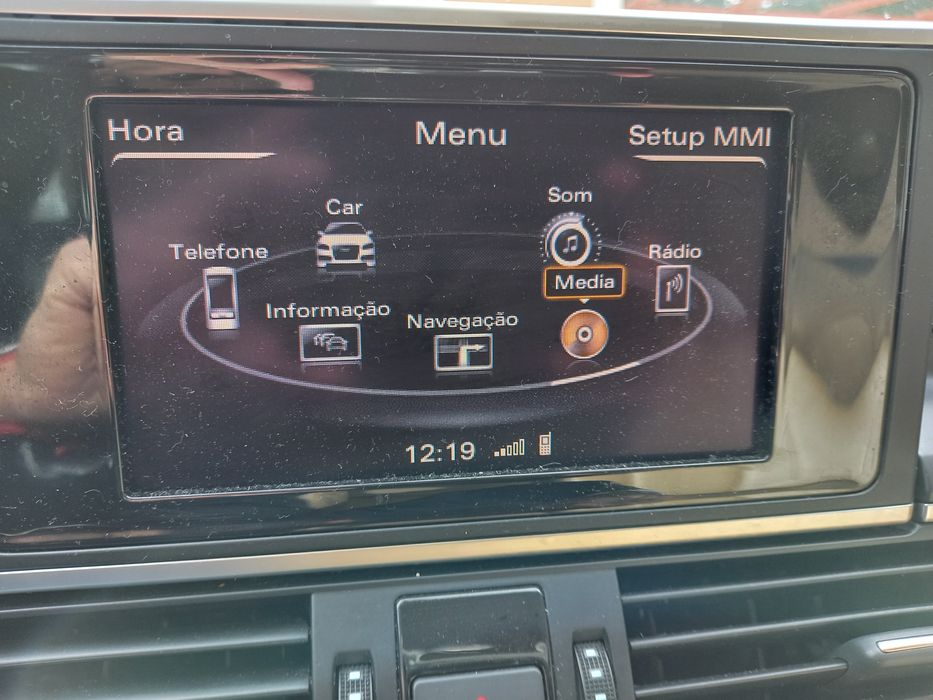 Hora
Menu
Setup MMI
Som
Car
Telefone
Rádio
Media
Informação
Navegação
12:19